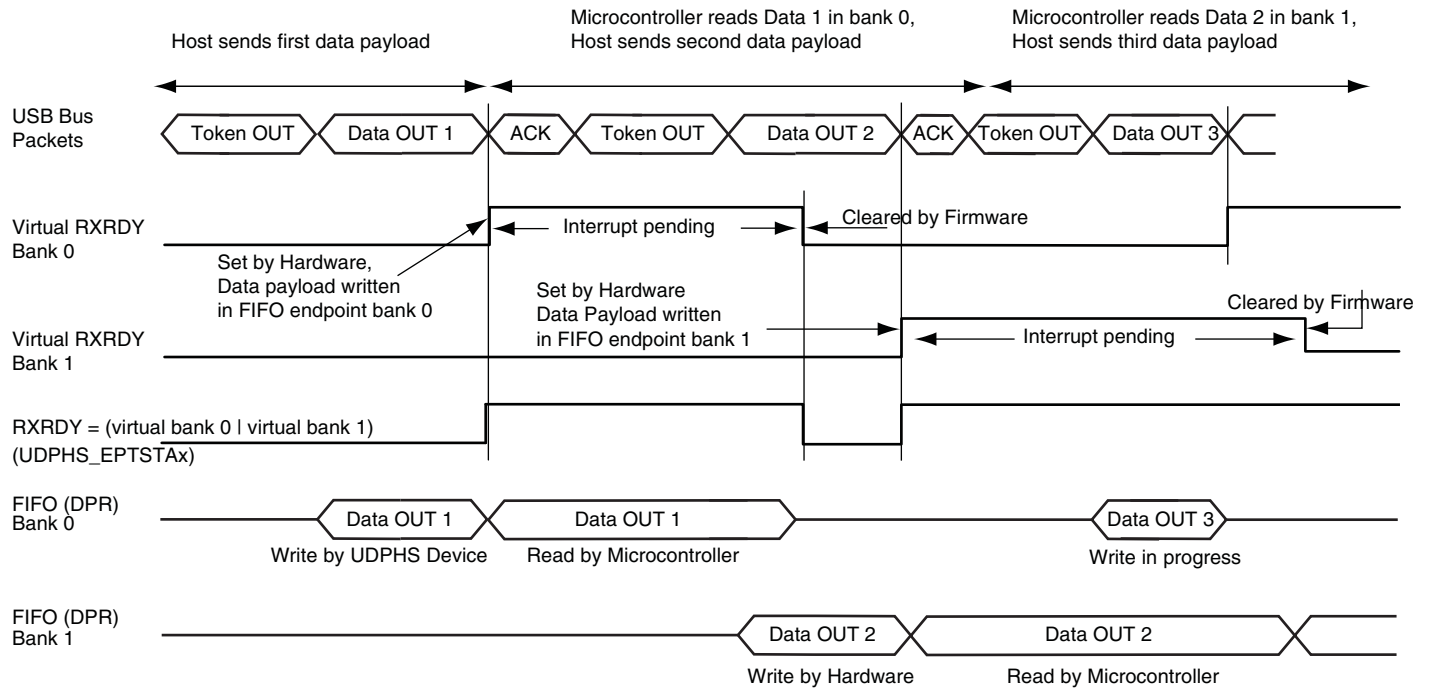 Host sends first data payload
Microcontroller reads Data 1 in bank 0,
Host sends second data payload
Microcontroller reads Data 2 in bank 1,
Host sends third data payload
USB Bus
Packets
Token OUT
Data OUT 1
ACK
Token OUT
Data OUT 2
ACK
Token OUT
Data OUT 3
Virtual RXRDY
Bank 0
Interrupt pending
Cleared by Firmware
Set by Hardware,
Data payload written
in FIFO endpoint bank 0
Set by Hardware
Data Payload written
in FIFO endpoint bank 1
Cleared by Firmware
Virtual RXRDY
Bank 1
Interrupt pending
RXRDY = (virtual bank 0 | virtual bank 1)
(UDPHS_EPTSTAx)
FIFO (DPR)
Bank 0
Data OUT 1
Data OUT 1
Data OUT 3
Write by UDPHS Device
Read by Microcontroller
Write in progress
FIFO (DPR)
Bank 1
Data OUT 2
Data OUT 2
Write by Hardware
Read by Microcontroller